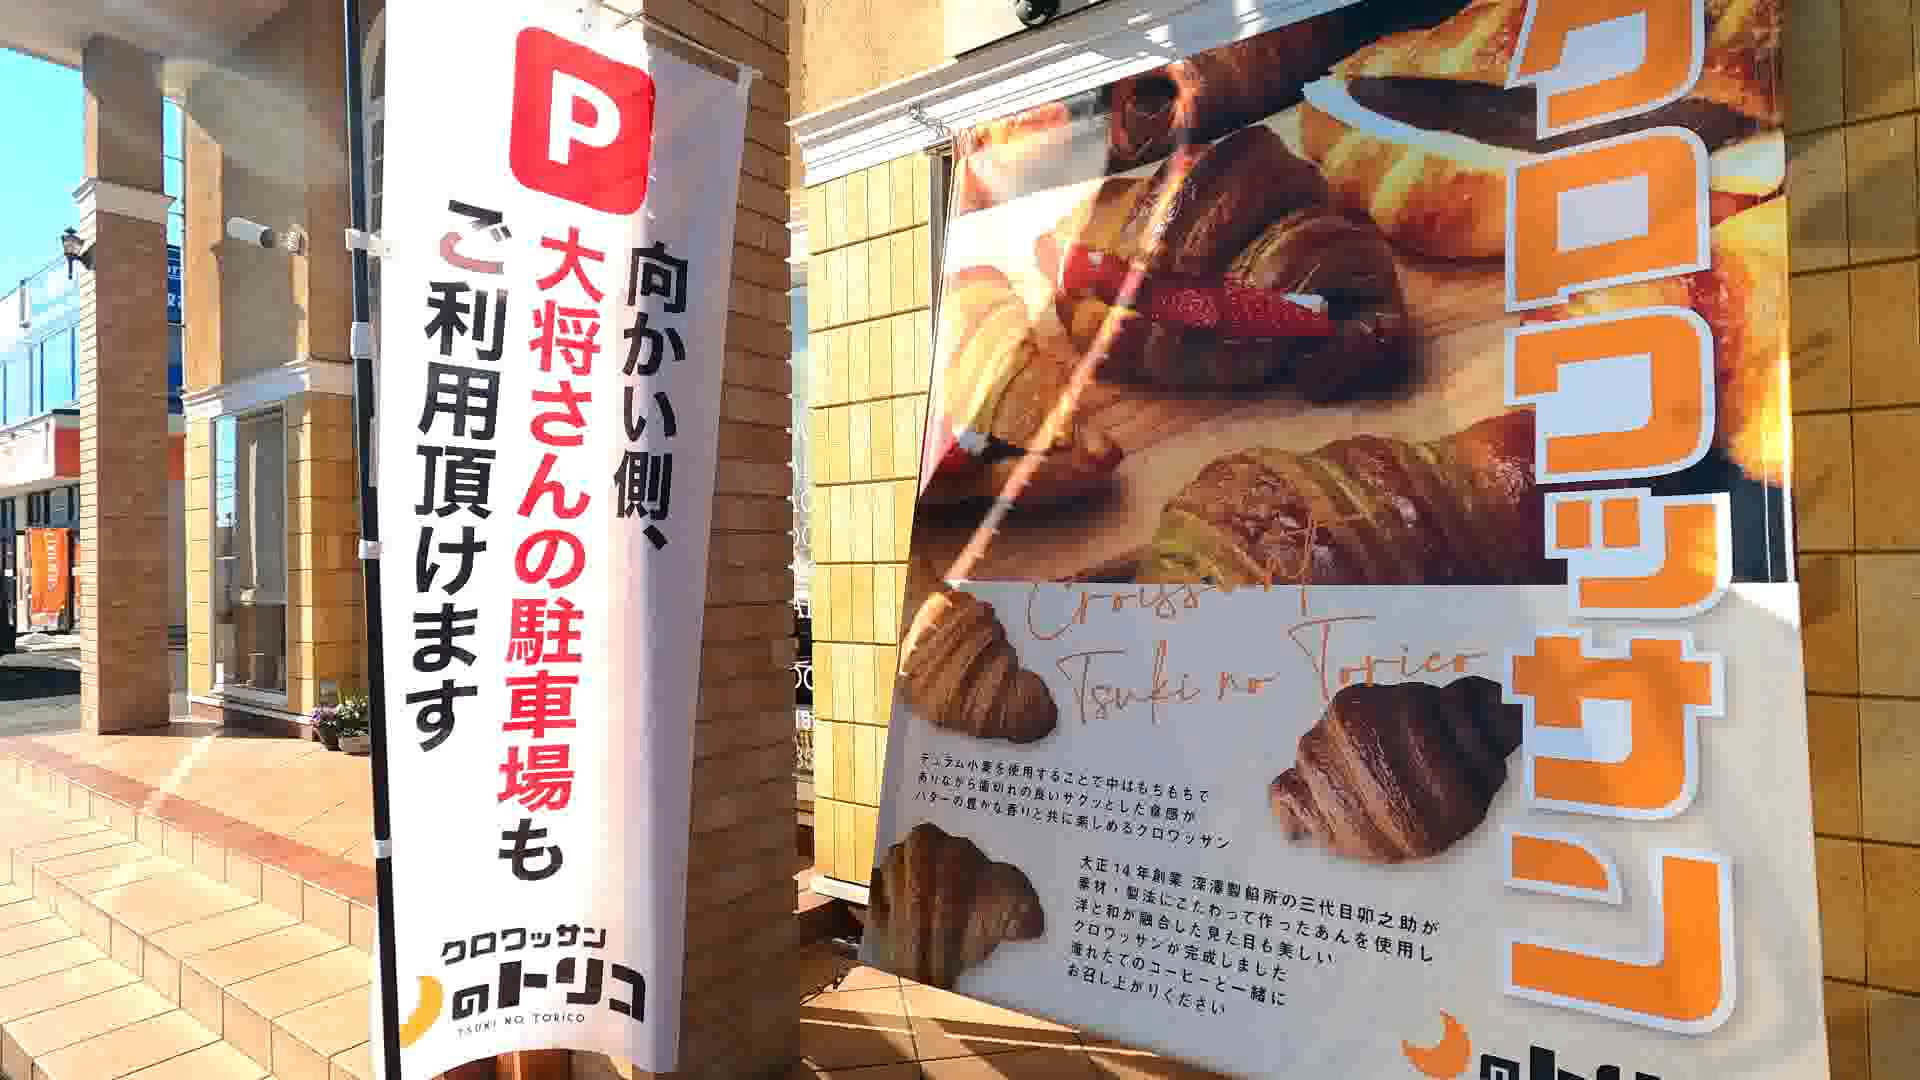 P
向かい側、
大将さんの駐車場も
ご利用頂けます
クロワッサン
のトリコ
TSUKI NO TORICO
クロワッサン
Croissant
Tsuki no Torico
デュラム小麦を使用することで中はもちもちで
ありながら歯切れの良いサクッとした食感が
バターの豊かな香りと共に楽しめるクロワッサン
大正14年創業 深澤製餡所の三代目卯之助が
素材・製法にこだわって作ったあんを使用し
洋と和が融合した見た目も美しい
クロワッサンが完成しました
淹れたてのコーヒーと一緒に
お召し上がりください